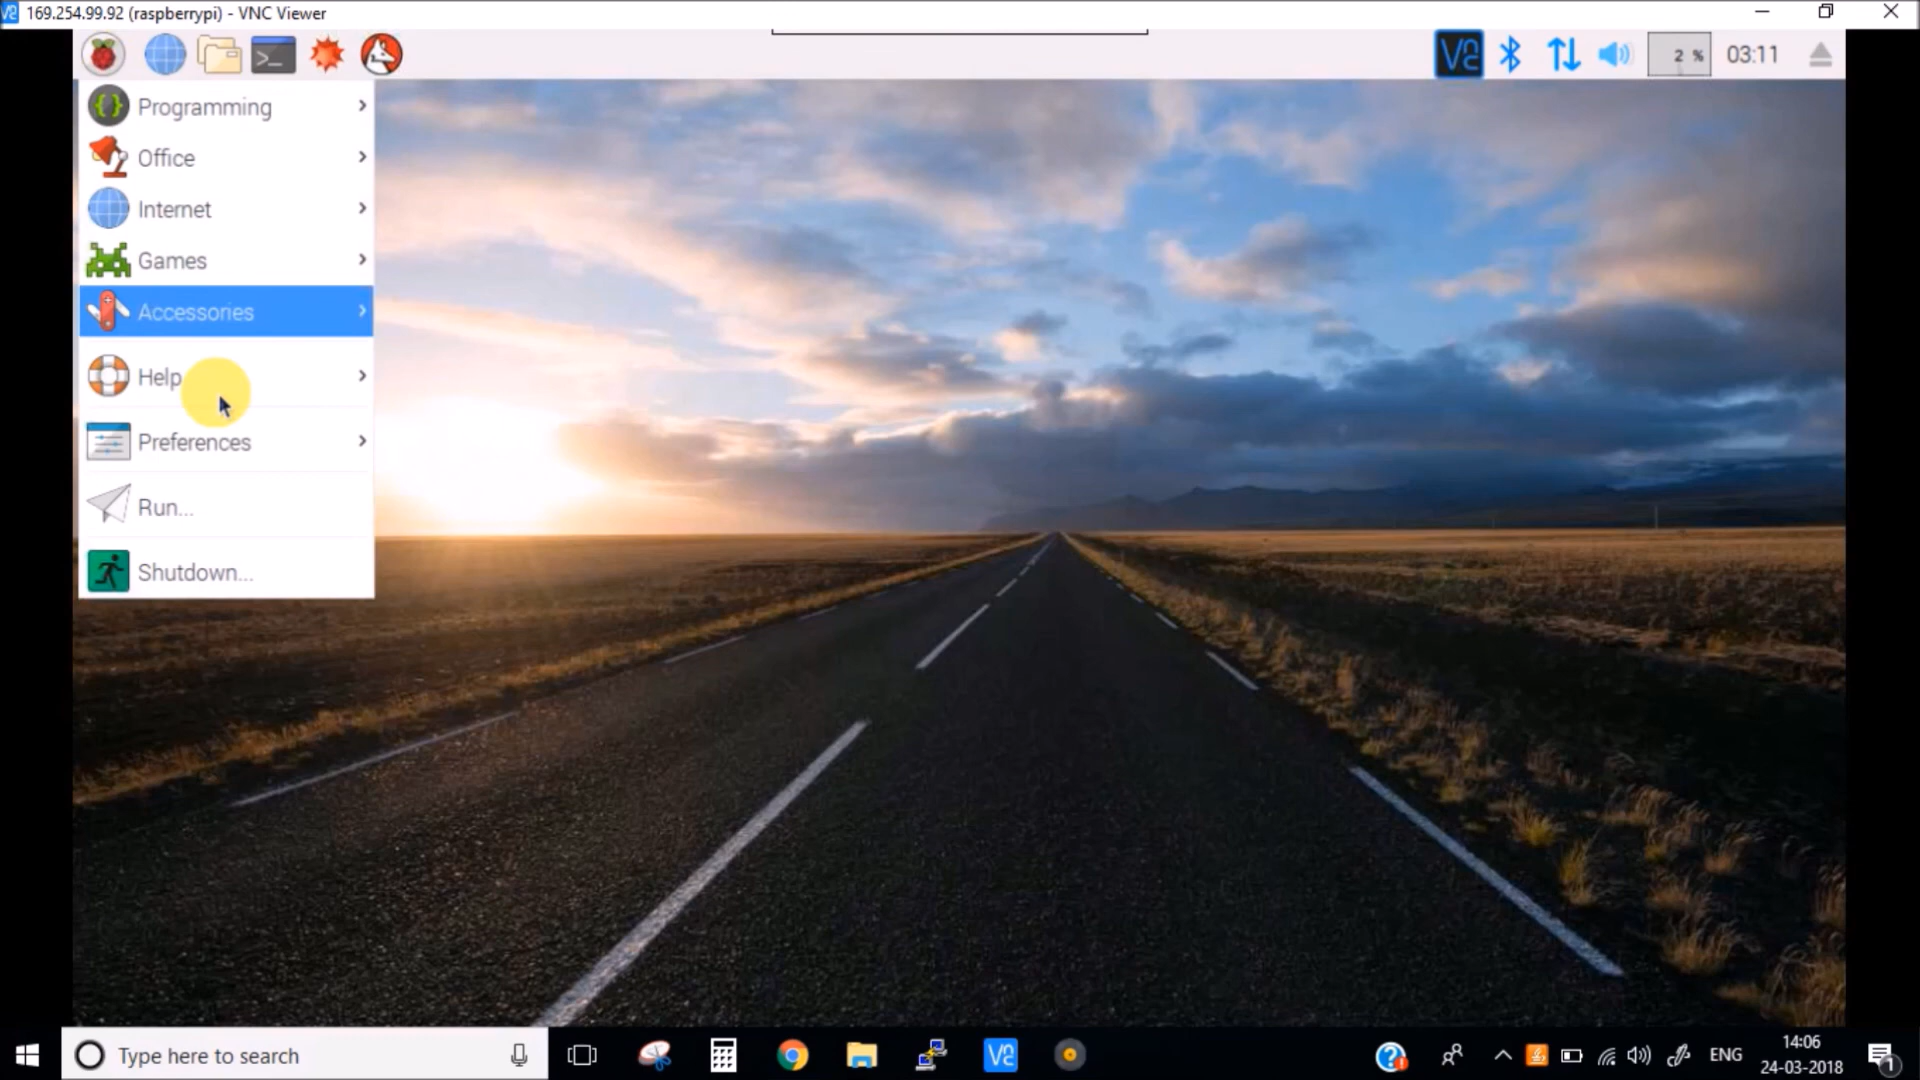 169.254.99.92 (raspberrypi) - VNC Viewer
2 %
03:11
Programming
Office
Internet
Games
Accessories
Help
Preferences
Run...
Shutdown...
Type here to search
ENG
14:06
24-03-2018
1